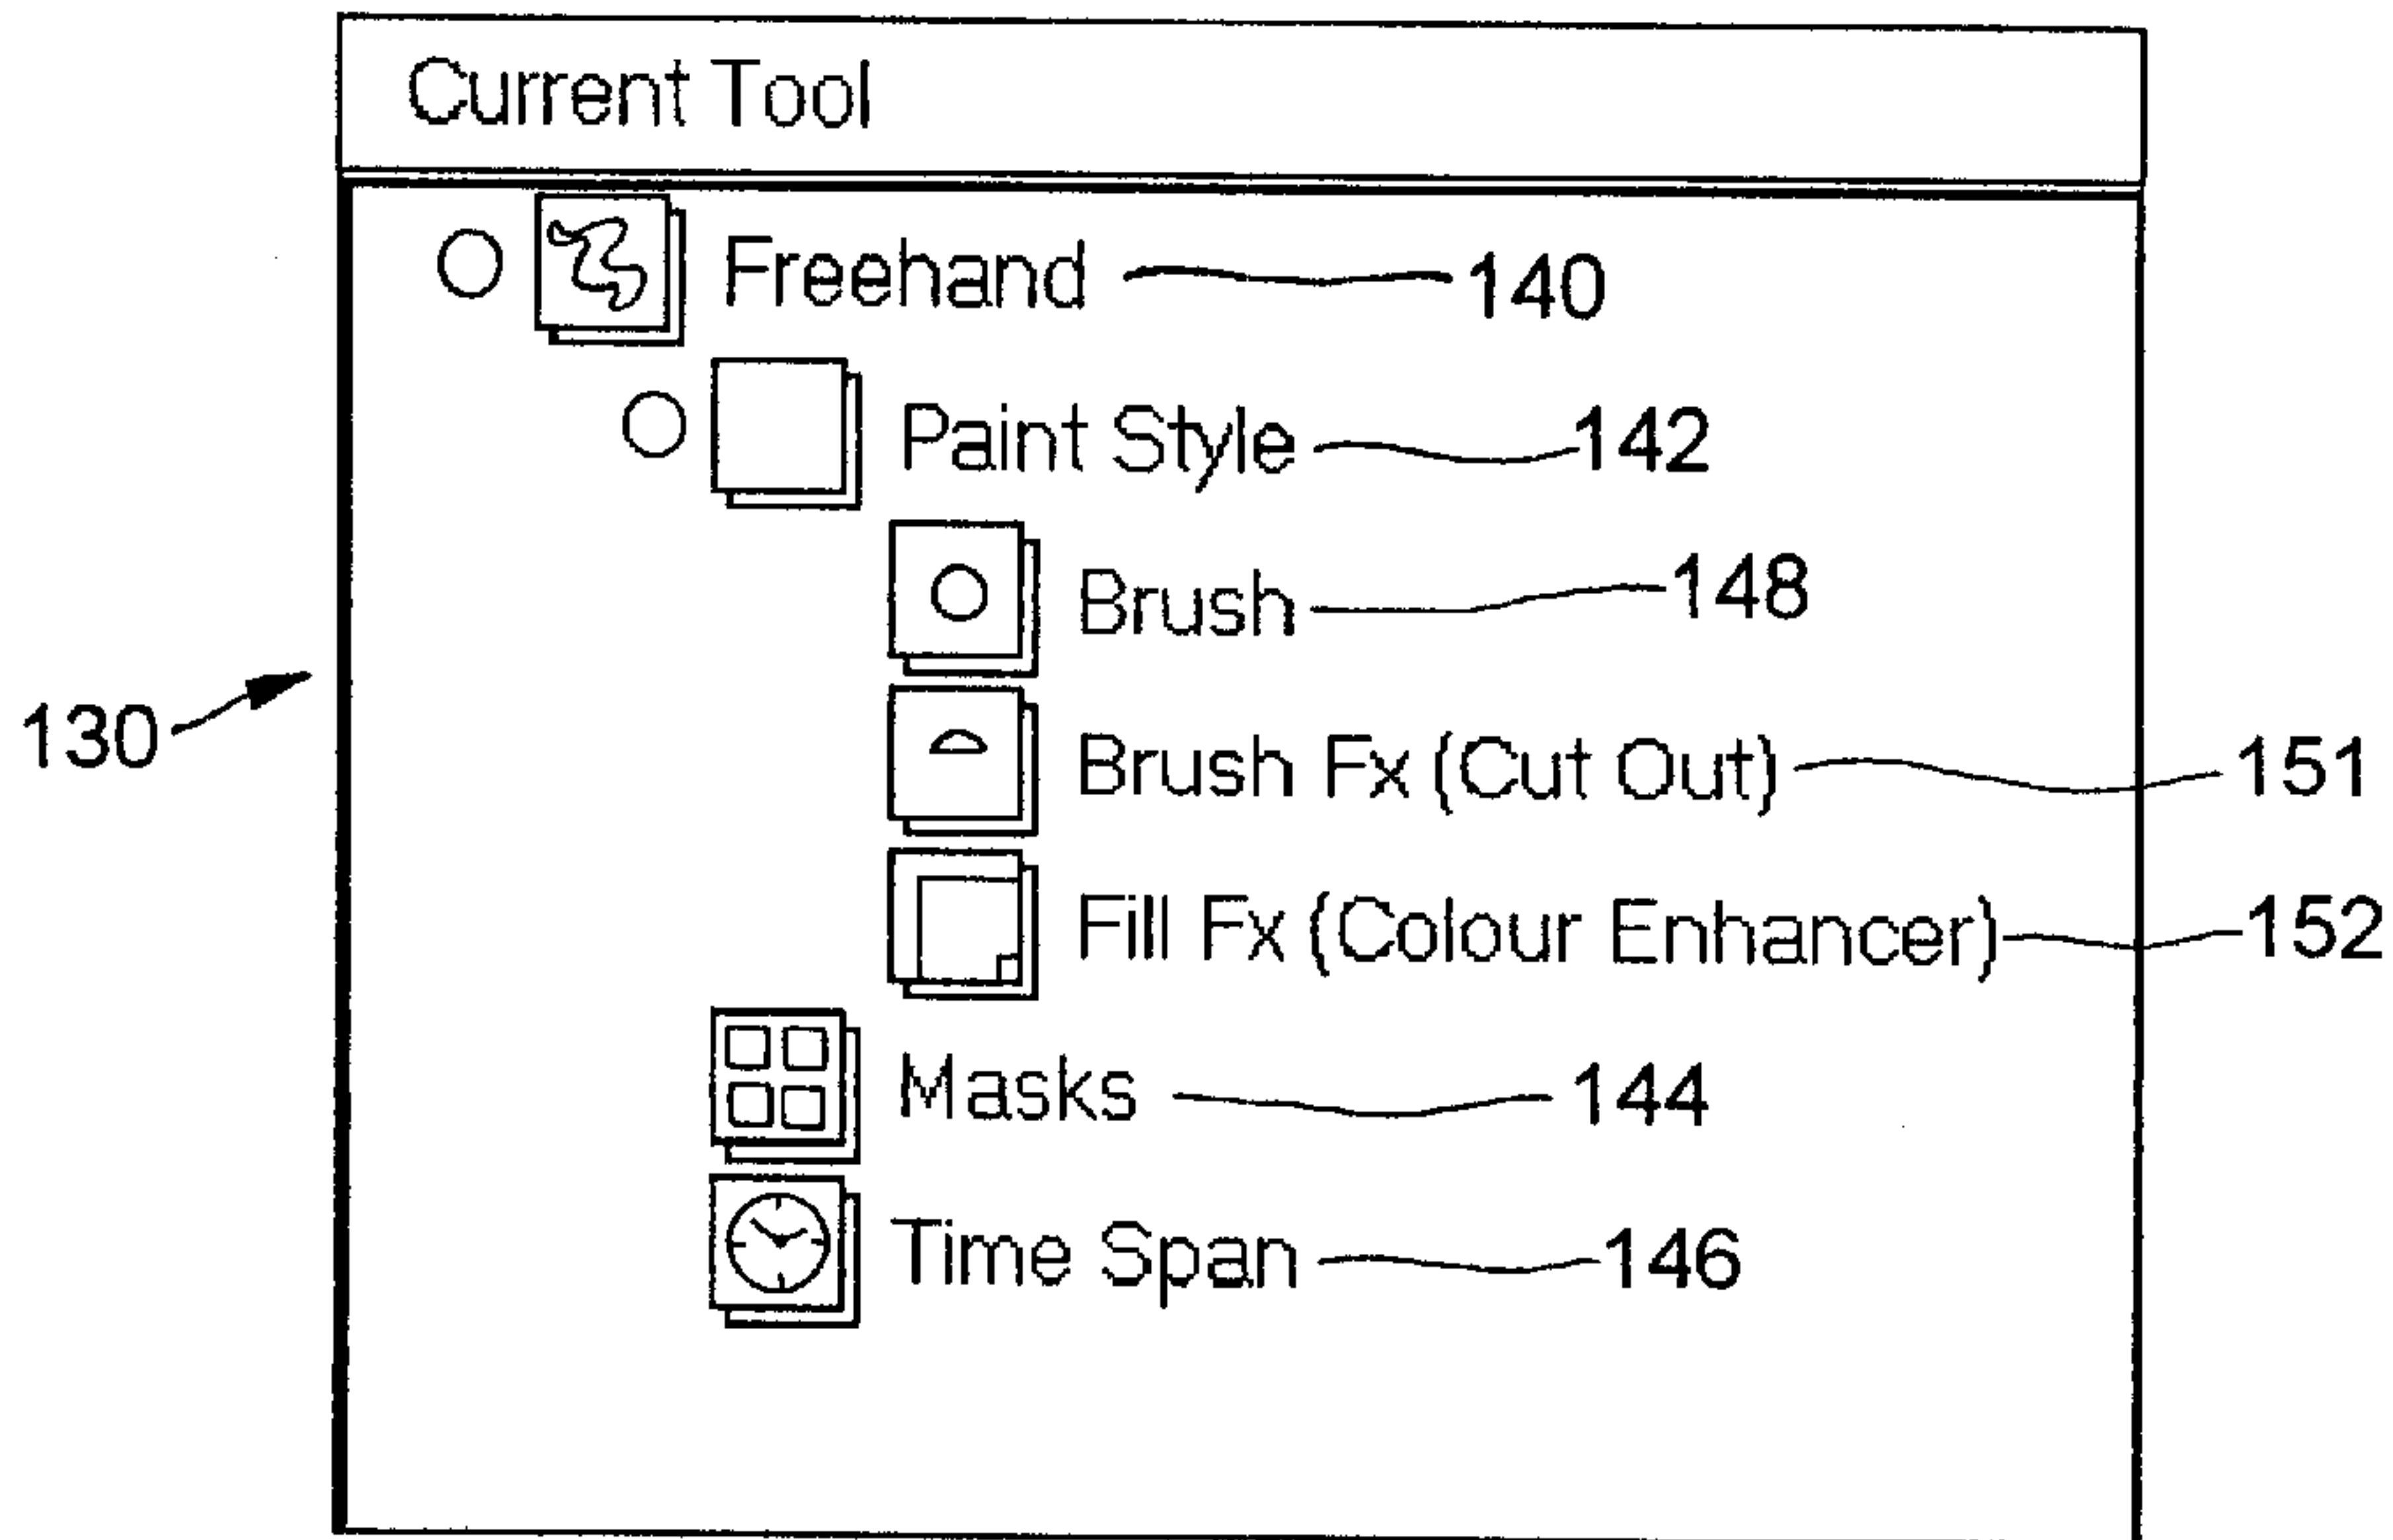 Current Tool
Freehand 140
Paint Style 142
Brush 148
130
Brush Fx (Cut Out) 151
Fill Fx (Colour Enhancer) 152
Masks 144
Time Span 146